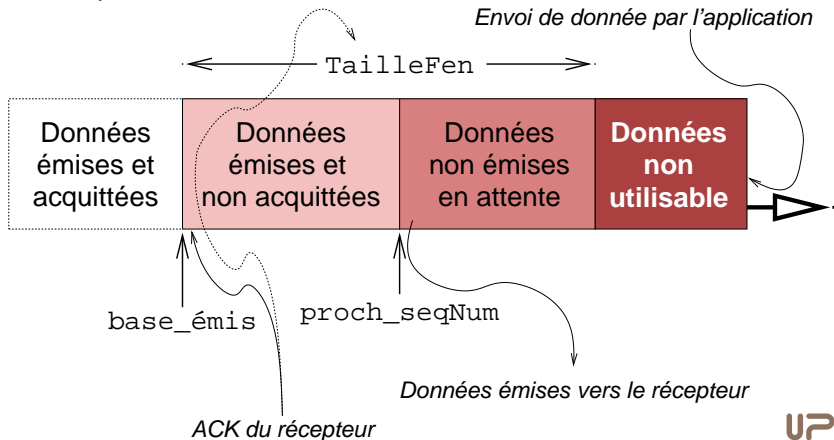 Envoi de donnée par l'application
TailleFen
Données
émises et
acquittées
Données
émises et
non acquittées
Données
non émises
en attente
Données
non
utilisable
base_émis
proch_seqNum
Données émises vers le récepteur
ACK du récepteur
UP